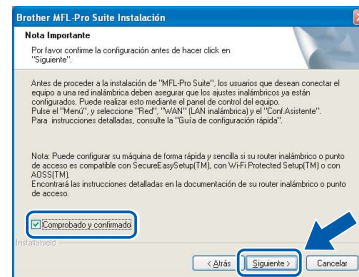 Brother MFL-Pro Suite Instalación
Nota Importante
Por favor confirme la configuración antes de hacer click en
"Siguiente".
Antes de proceder a la instalación de "MFL-Pro Suite", los usuarios que desean conectar el
equipo a una red inalámbrica deben asegurar que los ajustes inalámbricos ya están
configurados. Puede realizar esto mediante el panel de control del equipo.
Pulse el "Menú", y seleccione "Red", "WAN" (LAN inalámbrica) y el "Conf.Asistente".
Para instrucciones detalladas, consulte la "Guía de configuración rápida".
Nota: Puede configurar su máquina de forma rápida y sencilla si su router inalámbrico o punto
de acceso es compatible con SecureEasySetup(TM), con Wi-Fi Protected Setup(TM) o con
AOSS(TM).
Encontrará las instrucciones detalladas en la documentación de su router inalámbrico o punto
de acceso.
Comprobado y confirmado
< Atrás
Siguiente >
Cancelar